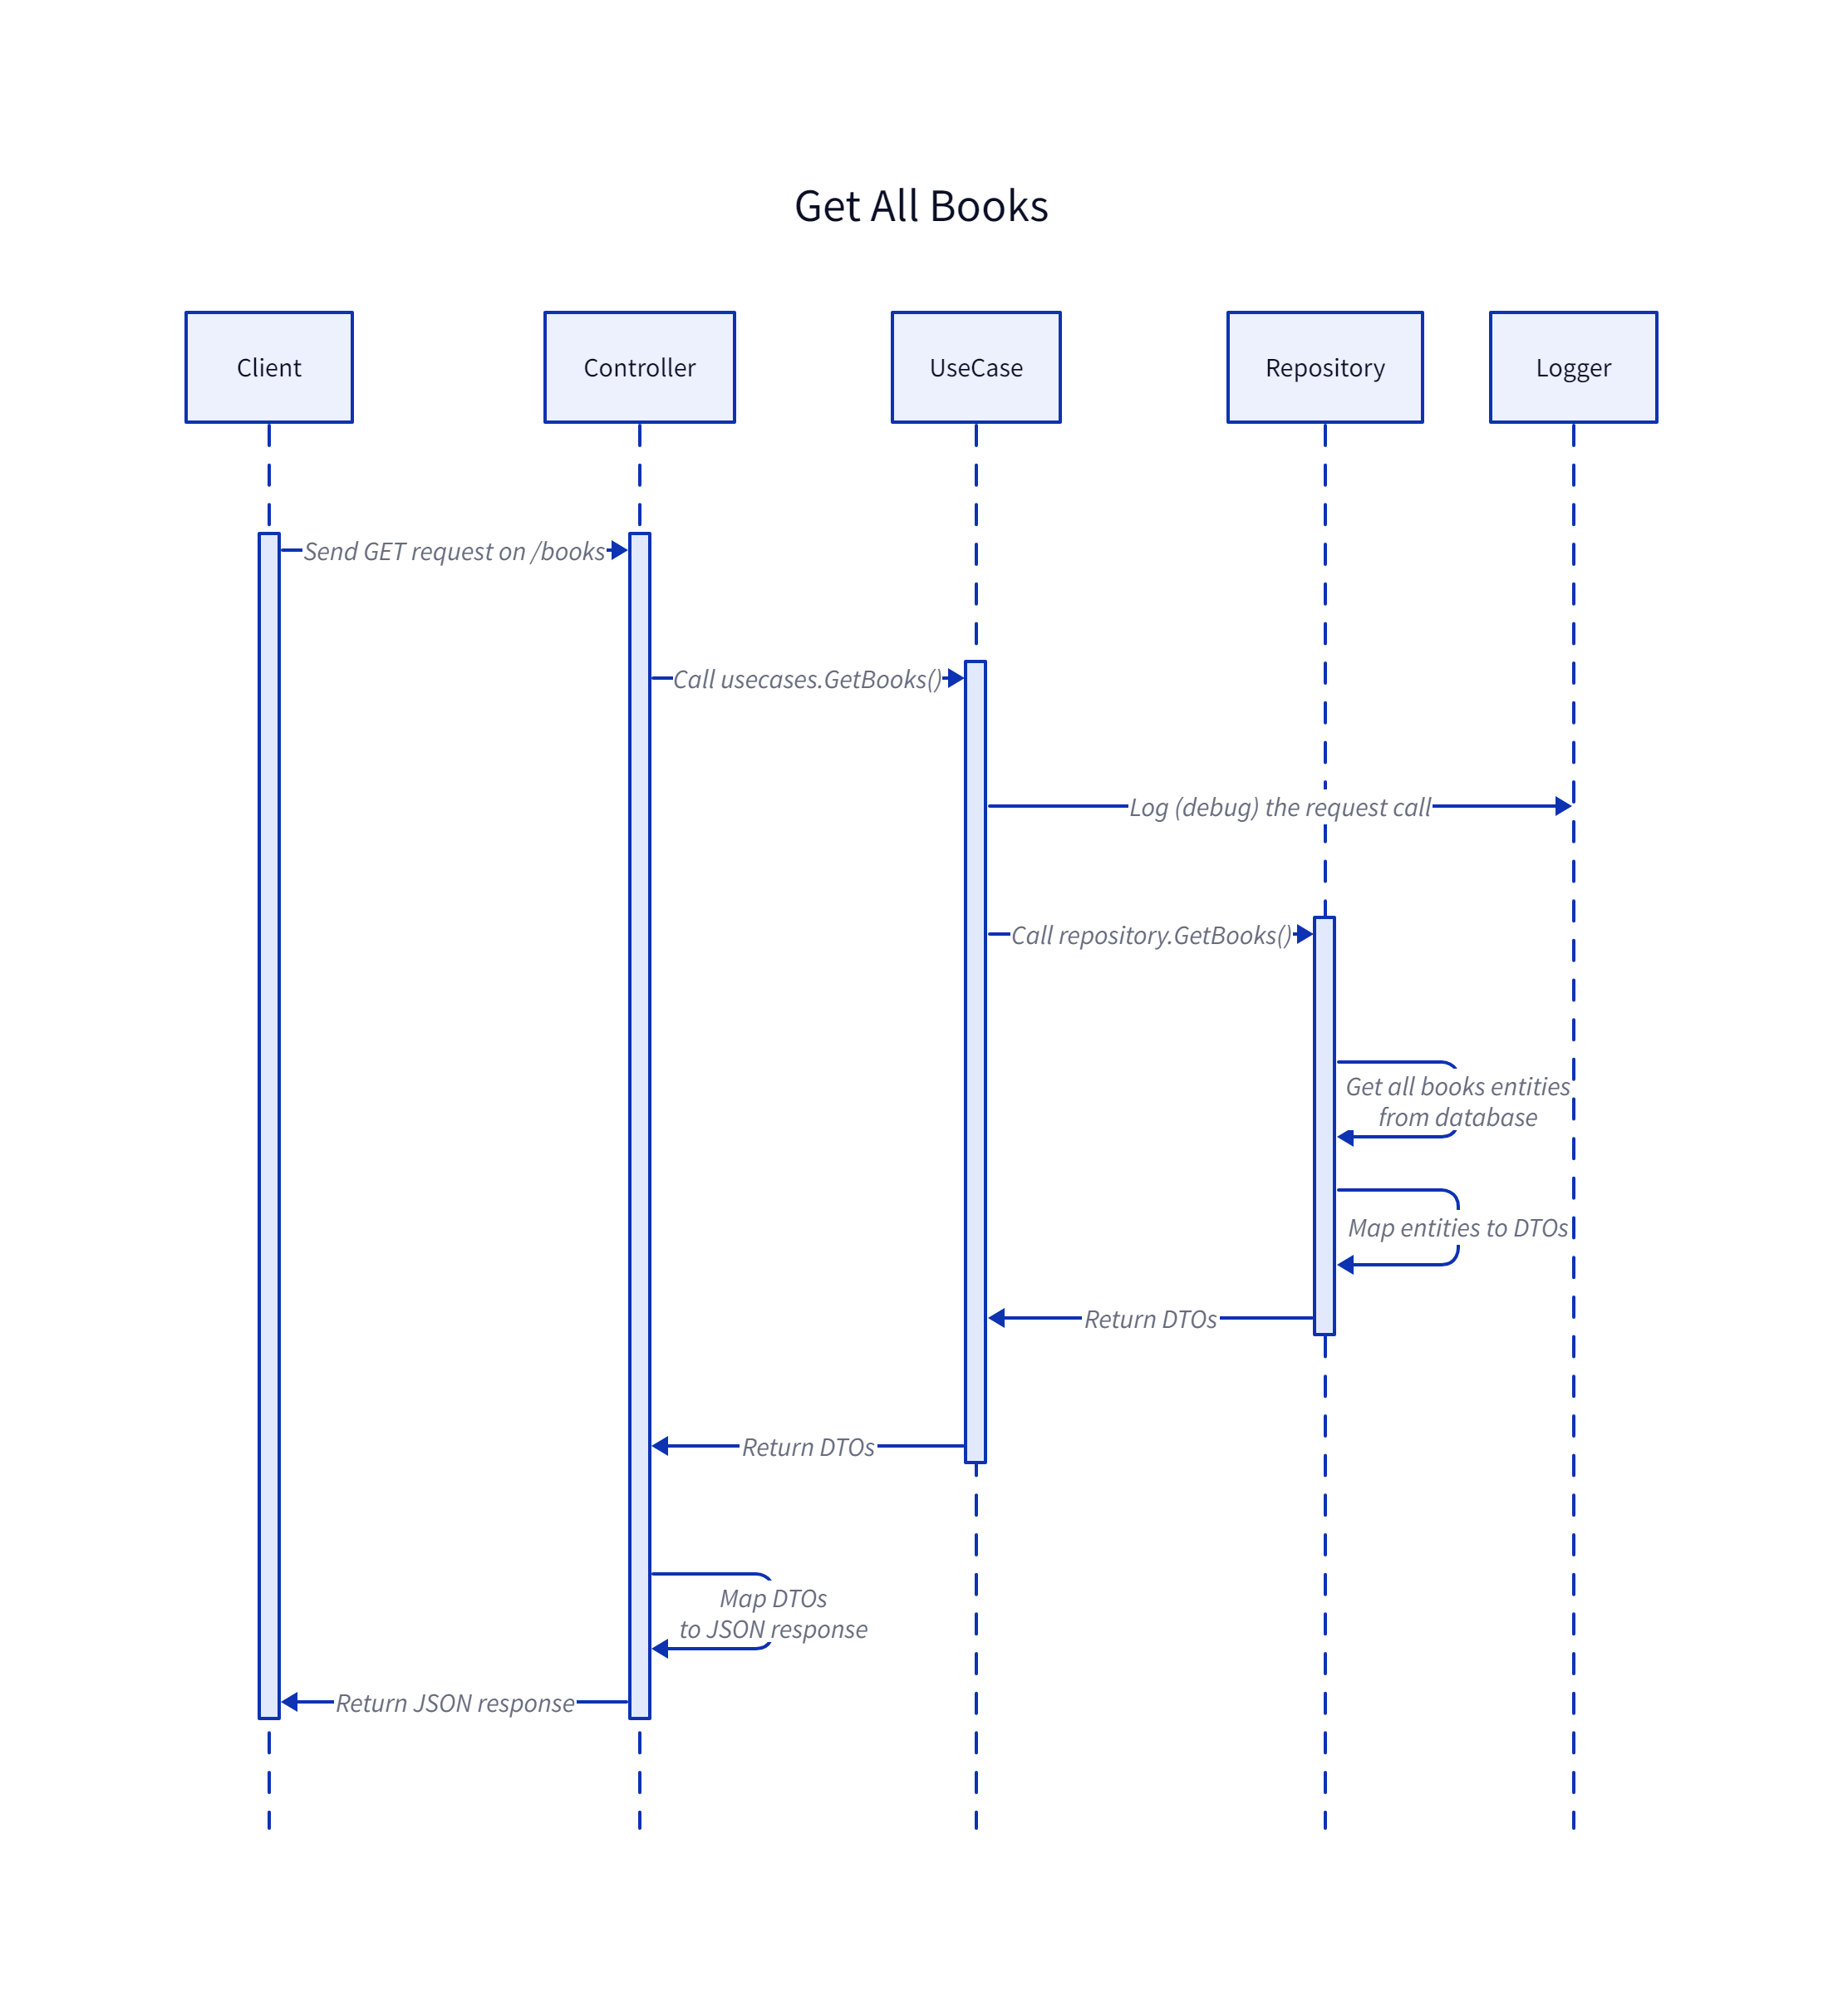 Get All Books
Client
Controller
UseCase
Repository
Logger
Send GET request on /books
Call usecases.GetBooks()
Log (debug) the request call
Call repository.GetBooks()
Get all books entities
from database
Map entities to DTOs
Return DTOs
Return DTOs
Map DTOs
to JSON response
Return JSON response